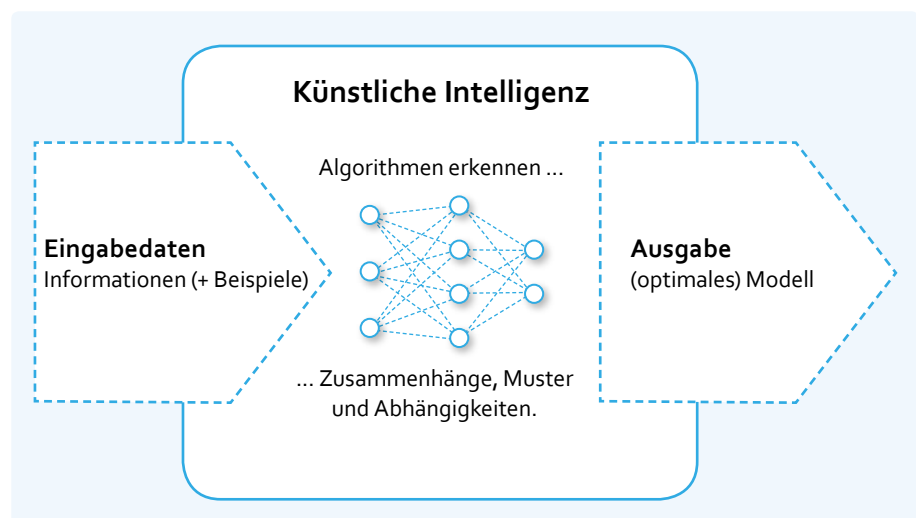 Künstliche Intelligenz
Algorithmen erkennen ...
Eingabedaten
Informationen (+ Beispiele)
Ausgabe
(optimales) Modell
... Zusammenhänge, Muster
und Abhängigkeiten.